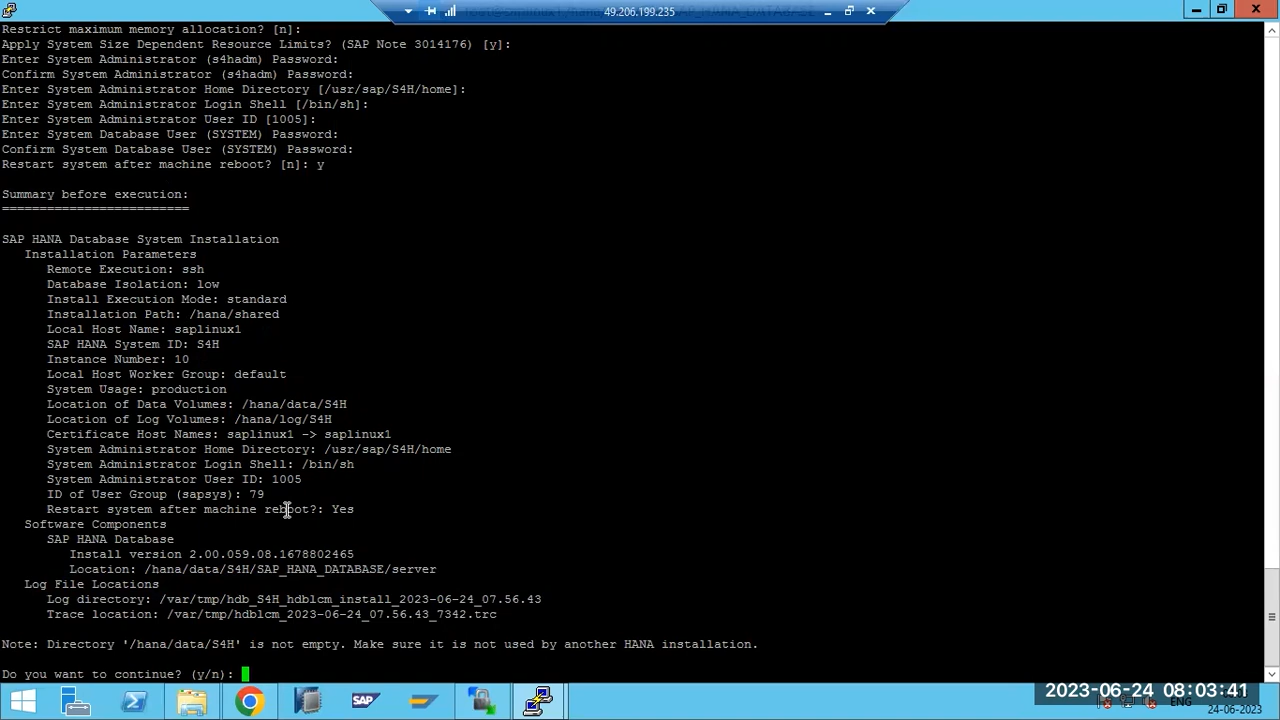 49.206.199.235
Restrict maximum memory allocation? [n]:
Apply System Size Dependent Resource Limits? (SAP Note 3014176) [y]:
Enter System Administrator (s4hadm) Password:
Confirm System Administrator (s4hadm) Password:
Enter System Administrator Home Directory [/usr/sap/S4H/home]:
Enter System Administrator Login Shell [/bin/sh]:
Enter System Administrator User ID [1005]:
Enter System Database User (SYSTEM) Password:
Confirm System Database User (SYSTEM) Password:
Restart system after machine reboot? [n]: y
Summary before execution:
=========================
SAP HANA Database System Installation
Installation Parameters
Remote Execution: ssh
Database Isolation: low
Install Execution Mode: standard
Installation Path: /hana/shared
Local Host Name: saplinux1
SAP HANA System ID: S4H
Instance Number: 10
Local Host Worker Group: default
System Usage: production
Location of Data Volumes: /hana/data/S4H
Location of Log Volumes: /hana/log/S4H
Certificate Host Names: saplinux1 -> saplinux1
System Administrator Home Directory: /usr/sap/S4H/home
System Administrator Login Shell: /bin/sh
System Administrator User ID: 1005
ID of User Group (sapsys): 79
Restart system after machine reboot?: Yes
Software Components
SAP HANA Database
Install version 2.00.059.08.1678802465
Location: /hana/data/S4H/SAP_HANA_DATABASE/server
Log File Locations
Log directory: /var/tmp/hdb_S4H_hdblcm_install_2023-06-24_07.56.43
Trace location: /var/tmp/hdblcm_2023-06-24_07.56.43_7342.trc
Note: Directory '/hana/data/S4H' is not empty. Make sure it is not used by another HANA installation.
Do you want to continue? (y/n):
SAP
2023-06-24 08:03:41
ENG
24-06-2023